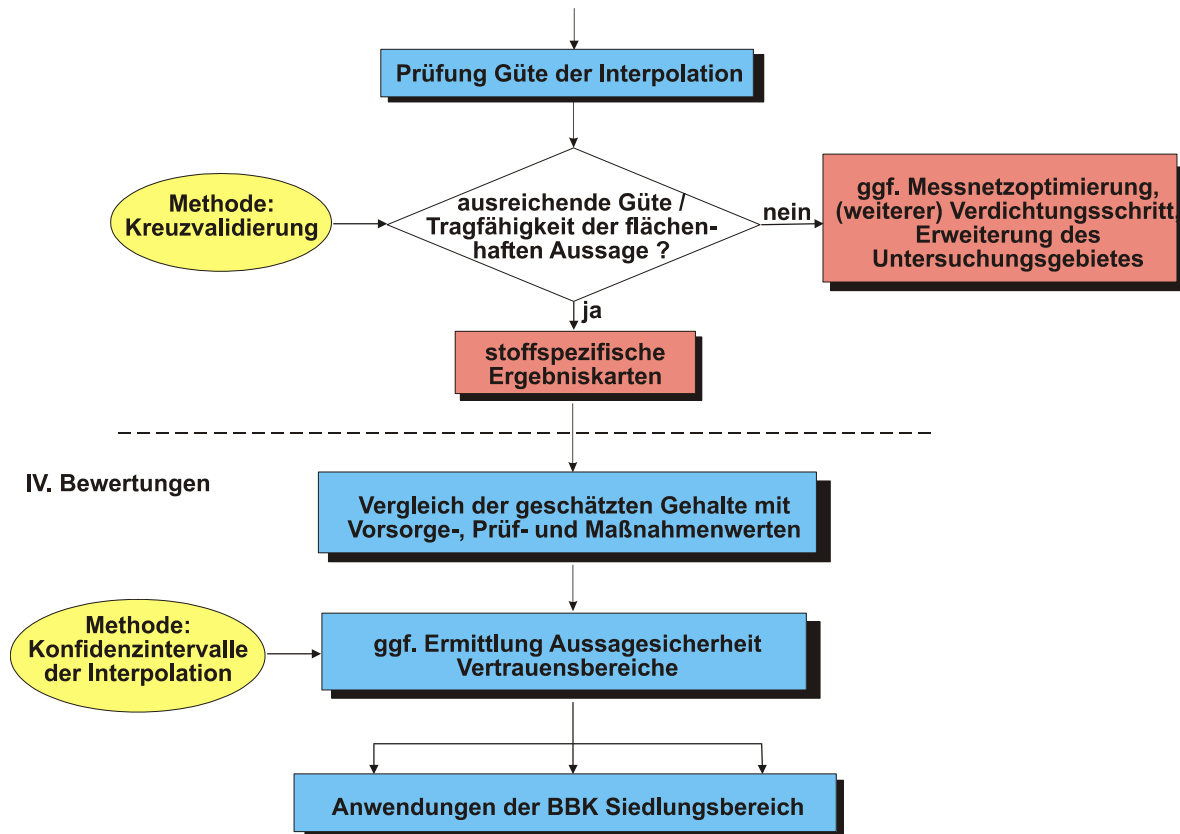 Prüfung Güte der Interpolation
Methode:
Kreuzvalidierung
ausreichende Güte /
Tragfähigkeit der flächen-
haften Aussage ?
nein
ggf. Messnetzoptimierung,
(weiterer) Verdichtungsschritt,
Erweiterung des
Untersuchungsgebietes
ja
stoffspezifische
Ergebniskarten
IV. Bewertungen
Vergleich der geschätzten Gehalte mit
Vorsorge-, Prüf- und Maßnahmenwerten
Methode:
Konfidenzintervalle
der Interpolation
ggf. Ermittlung Aussagesicherheit
Vertrauensbereiche
Anwendungen der BBK Siedlungsbereich